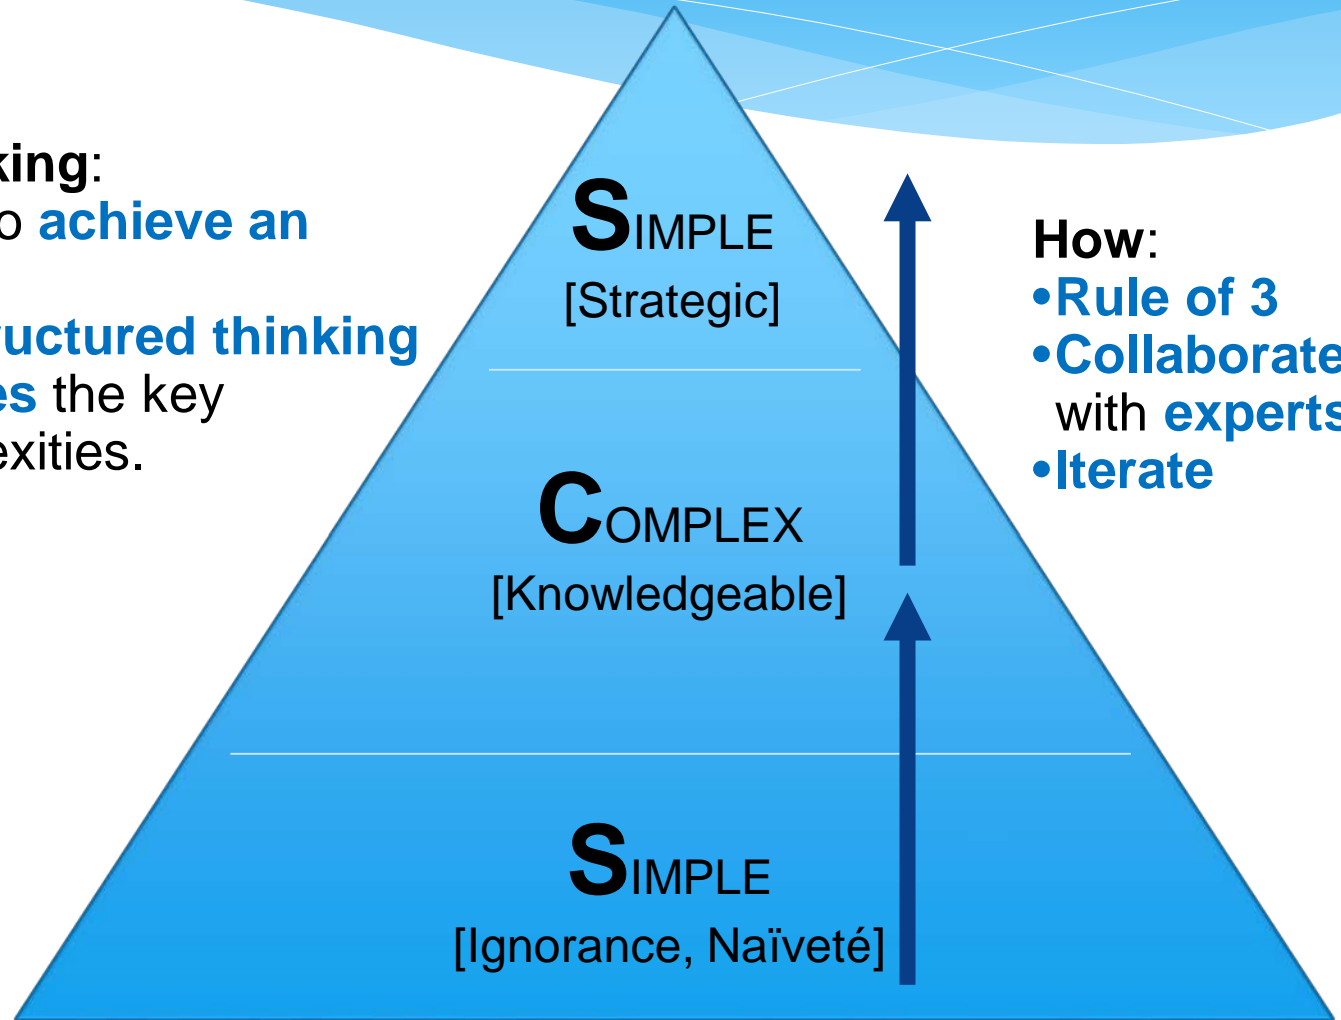 king:
o achieve an
ructured thinking
es the key
exities.
SIMPLE
[Strategic]
COMPLEX
[Knowledgeable]
SIMPLE
[Ignorance, Naïveté]
How:
•Rule of 3
•Collaborate
with experts
•Iterate